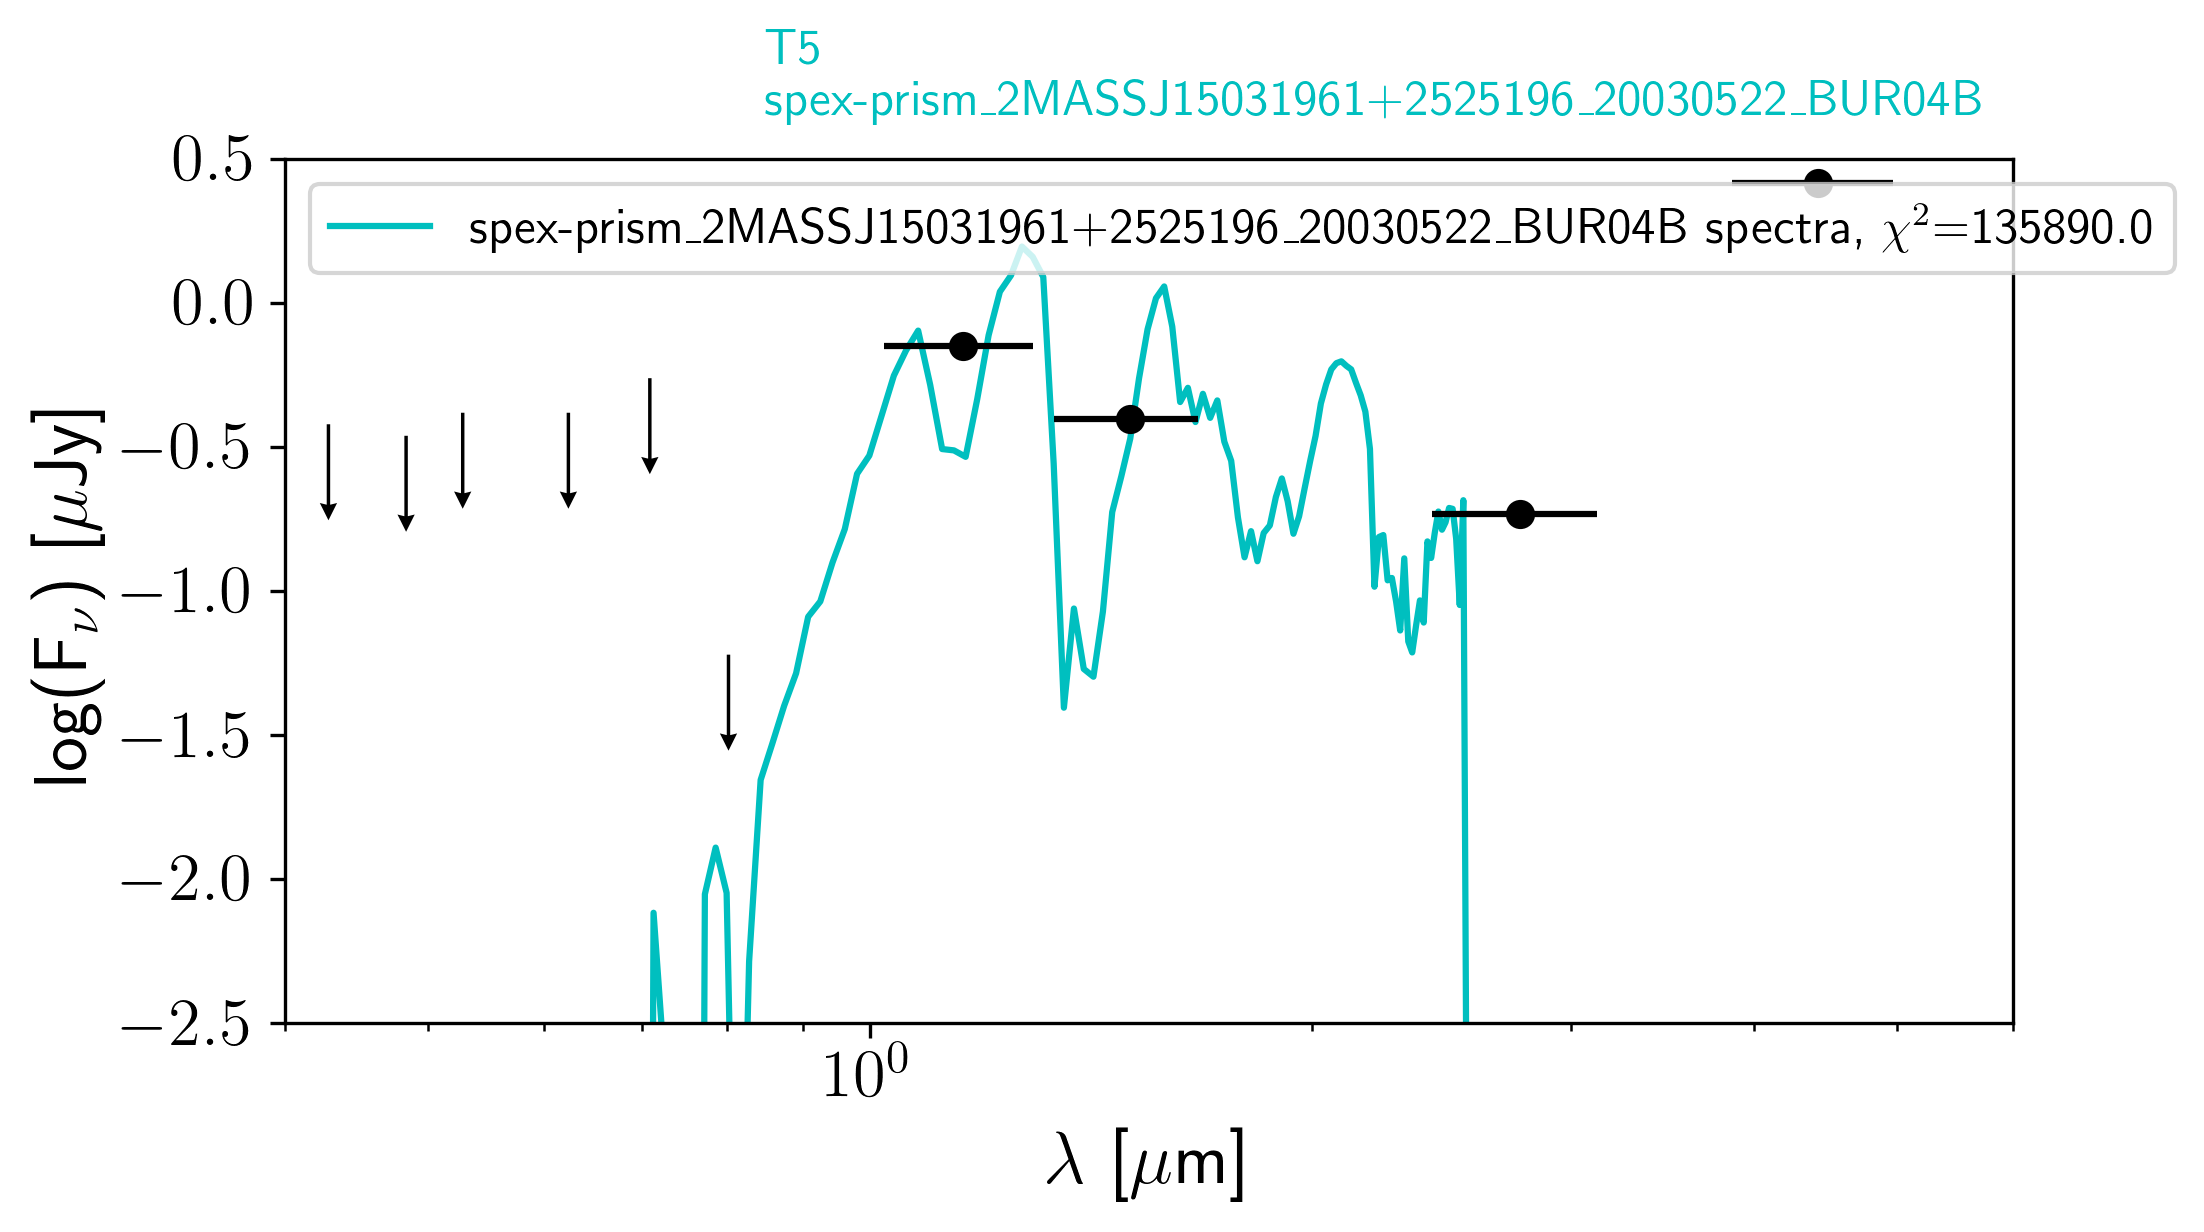 T5
spex-prism_2MASSJ15031961+2525196_20030522_BUR04B
spex-prism_2MASSJ15031961+2525196_20030522_BUR04B spectra, χ²=135890.0
0.5
0.0
−0.5
−1.0
−1.5
−2.0
−2.5
log(Fν) [μJy]
10⁰
λ [μm]